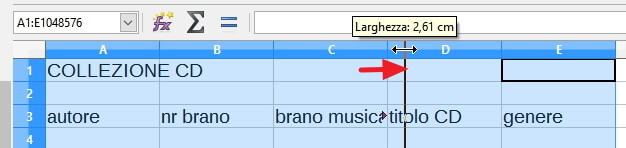 A1:E1048576
Larghezza: 2,61 cm
A B C D E
1 COLLEZIONE CD
2
3 autore nr brano brano music titolo CD genere
4